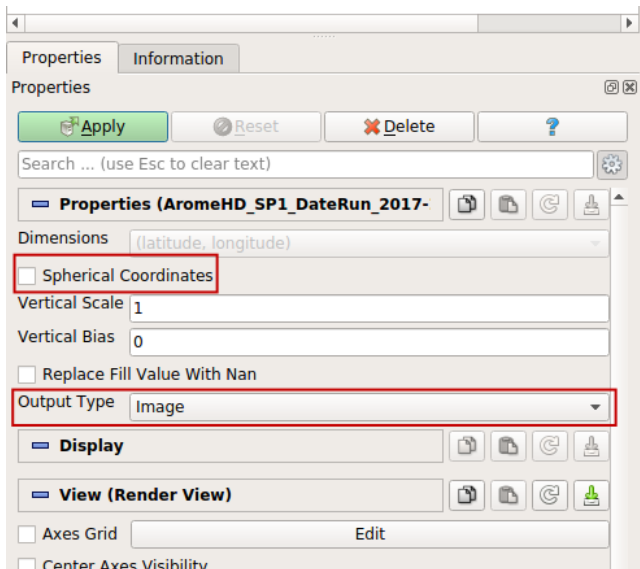 Properties Information
Properties
Apply Reset Delete ?
Search ... (use Esc to clear text)
Properties (AromeHD_SP1_DateRun_2017-
Dimensions (latitude, longitude)
Spherical Coordinates
Vertical Scale 1
Vertical Bias 0
Replace Fill Value With Nan
Output Type Image
Display
View (Render View)
Axes Grid Edit
Center Axes Visibility